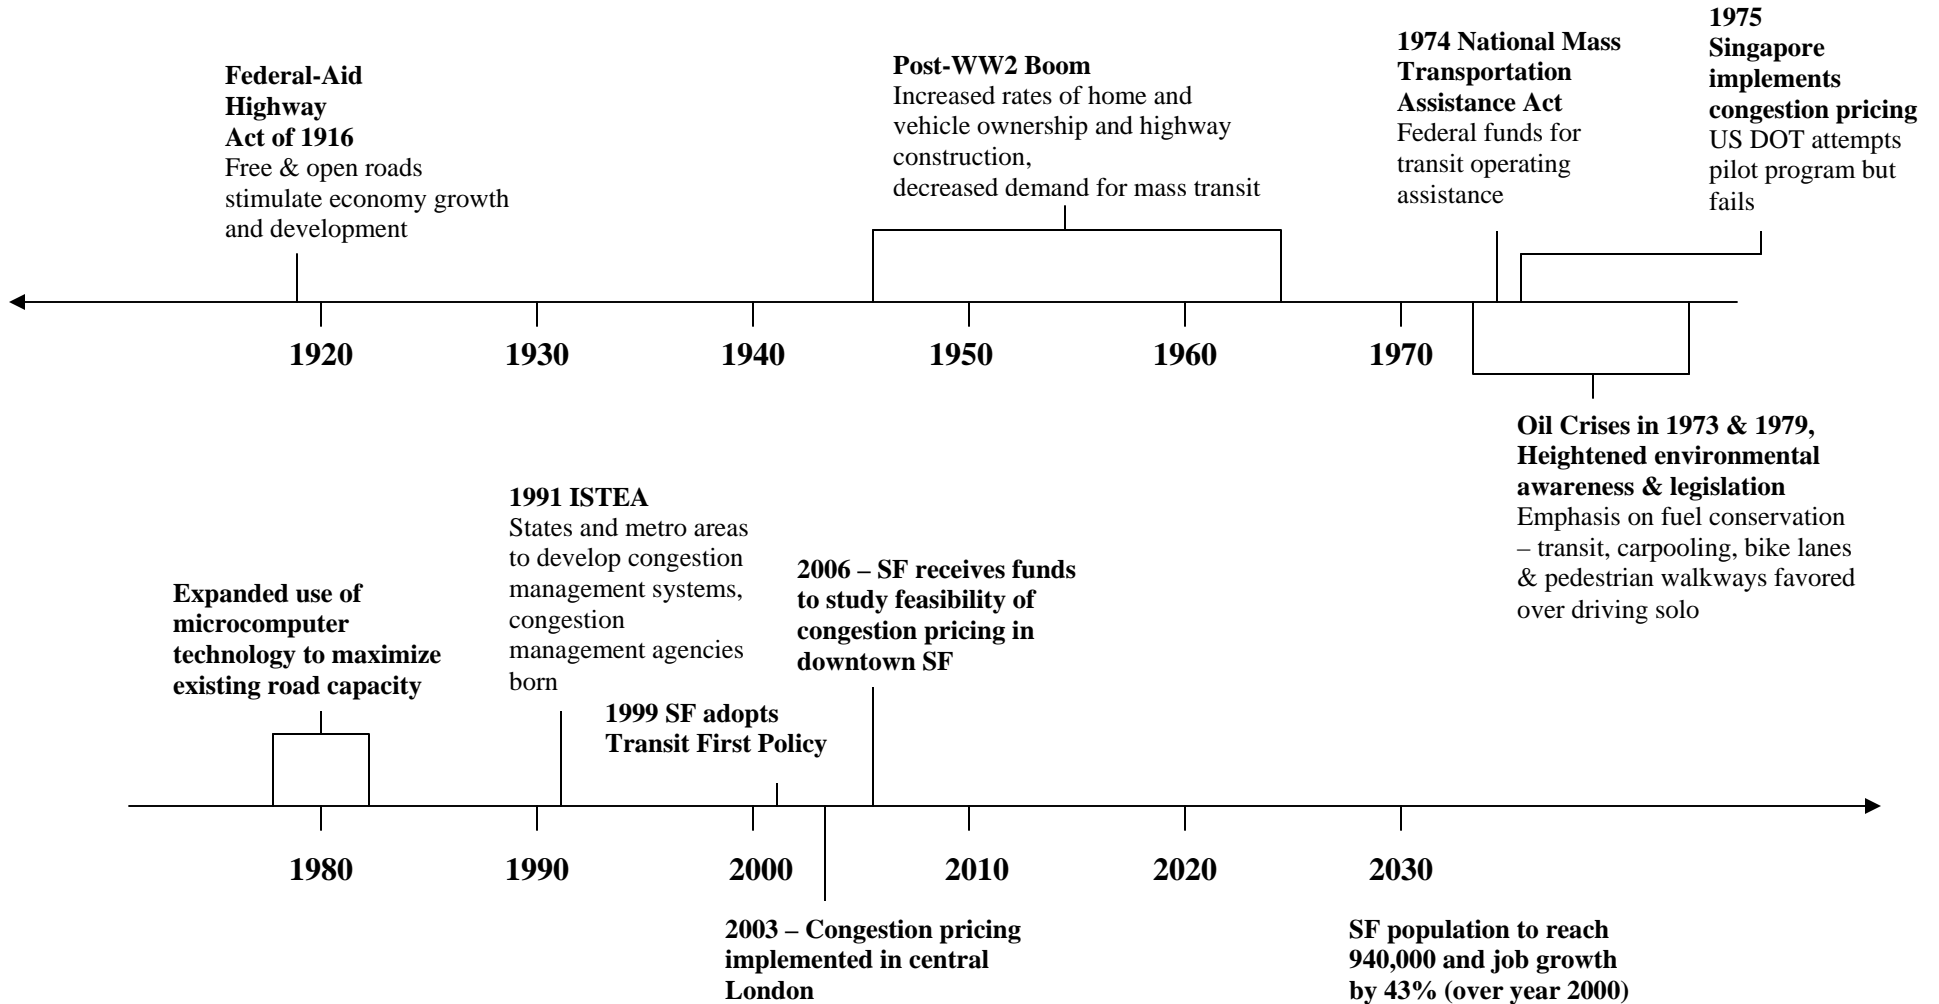 Federal-Aid
Highway
Act of 1916
Free & open roads
stimulate economy growth
and development
Post-WW2 Boom
Increased rates of home and
vehicle ownership and highway
construction,
decreased demand for mass transit
1974 National Mass
Transportation
Assistance Act
Federal funds for
transit operating
assistance
1975
Singapore
implements
congestion pricing
US DOT attempts
pilot program but
fails
1920
1930
1940
1950
1960
1970
Oil Crises in 1973 & 1979,
Heightened environmental
awareness & legislation
Emphasis on fuel conservation
– transit, carpooling, bike lanes
& pedestrian walkways favored
over driving solo
Expanded use of
microcomputer
technology to maximize
existing road capacity
1991 ISTEA
States and metro areas
to develop congestion
management systems,
congestion
management agencies
born
1999 SF adopts
Transit First Policy
2006 – SF receives funds
to study feasibility of
congestion pricing in
downtown SF
1980
1990
2000
2010
2020
2030
2003 – Congestion pricing
implemented in central
London
SF population to reach
940,000 and job growth
by 43% (over year 2000)